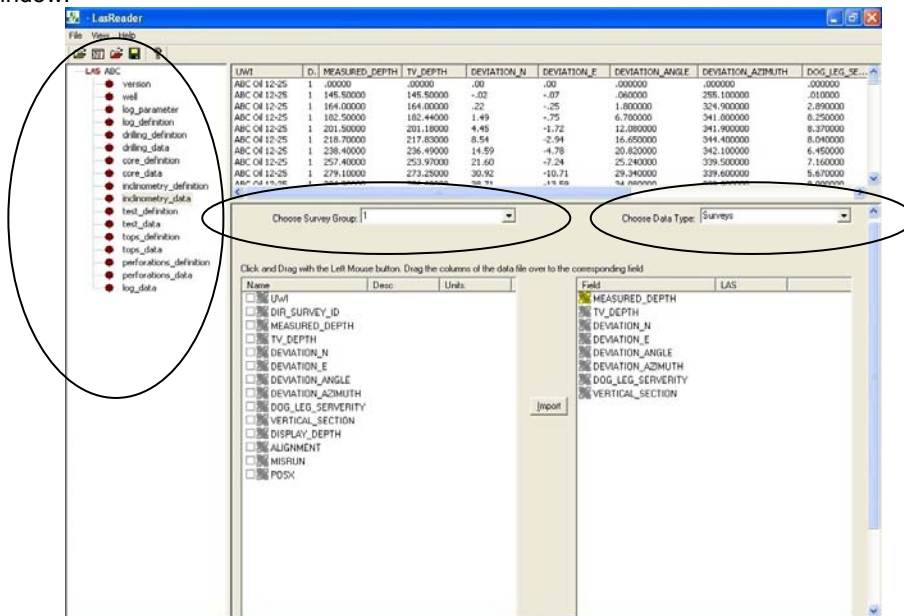 indow.
- LasReader
File View Help
LAS ABC
version
well
log_parameter
log_definition
drilling_definition
drilling_data
core_definition
core_data
inclinometry_definition
inclinometry_data
test_definition
test_data
tops_definition
tops_data
perforations_definition
perforations_data
log_data
UWI D. MEASURED_DEPTH TV_DEPTH DEVIATION_N DEVIATION_E DEVIATION_ANGLE DEVIATION_AZIMUTH DOG_LEG_SE...
ABC Oil 12-25 1 .00000 .00000 .00 .00 .000000 .000000 .000000
ABC Oil 12-25 1 145.50000 145.50000 -.02 -.07 .060000 255.100000 .010000
ABC Oil 12-25 1 164.00000 164.00000 .22 -.25 1.800000 324.900000 2.890000
ABC Oil 12-25 1 182.50000 182.44000 1.49 -.75 6.700000 341.800000 8.250000
ABC Oil 12-25 1 201.50000 201.18000 4.45 -1.72 12.080000 341.900000 8.370000
ABC Oil 12-25 1 218.70000 217.83000 8.54 -2.94 16.650000 344.400000 8.040000
ABC Oil 12-25 1 238.40000 236.49000 14.59 -4.78 20.820000 342.100000 6.450000
ABC Oil 12-25 1 257.40000 253.97000 21.60 -7.24 25.240000 339.500000 7.160000
ABC Oil 12-25 1 279.10000 273.25000 30.92 -10.71 29.340000 339.600000 5.670000
ABC Oil 12-25 1 -13.59
Choose Survey Group: 1 Choose Data Type: Surveys
Click and Drag with the Left Mouse button. Drag the columns of the data file over to the corresponding field
Name Desc Units
UWI
DIR_SURVEY_ID
MEASURED_DEPTH
TV_DEPTH
DEVIATION_N
DEVIATION_E
DEVIATION_ANGLE
DEVIATION_AZIMUTH
DOG_LEG_SERVERITY
VERTICAL_SECTION
DISPLAY_DEPTH
ALIGNMENT
MISRUN
POSX
Import
Field LAS
MEASURED_DEPTH
TV_DEPTH
DEVIATION_N
DEVIATION_E
DEVIATION_ANGLE
DEVIATION_AZIMUTH
DOG_LEG_SERVERITY
VERTICAL_SECTION